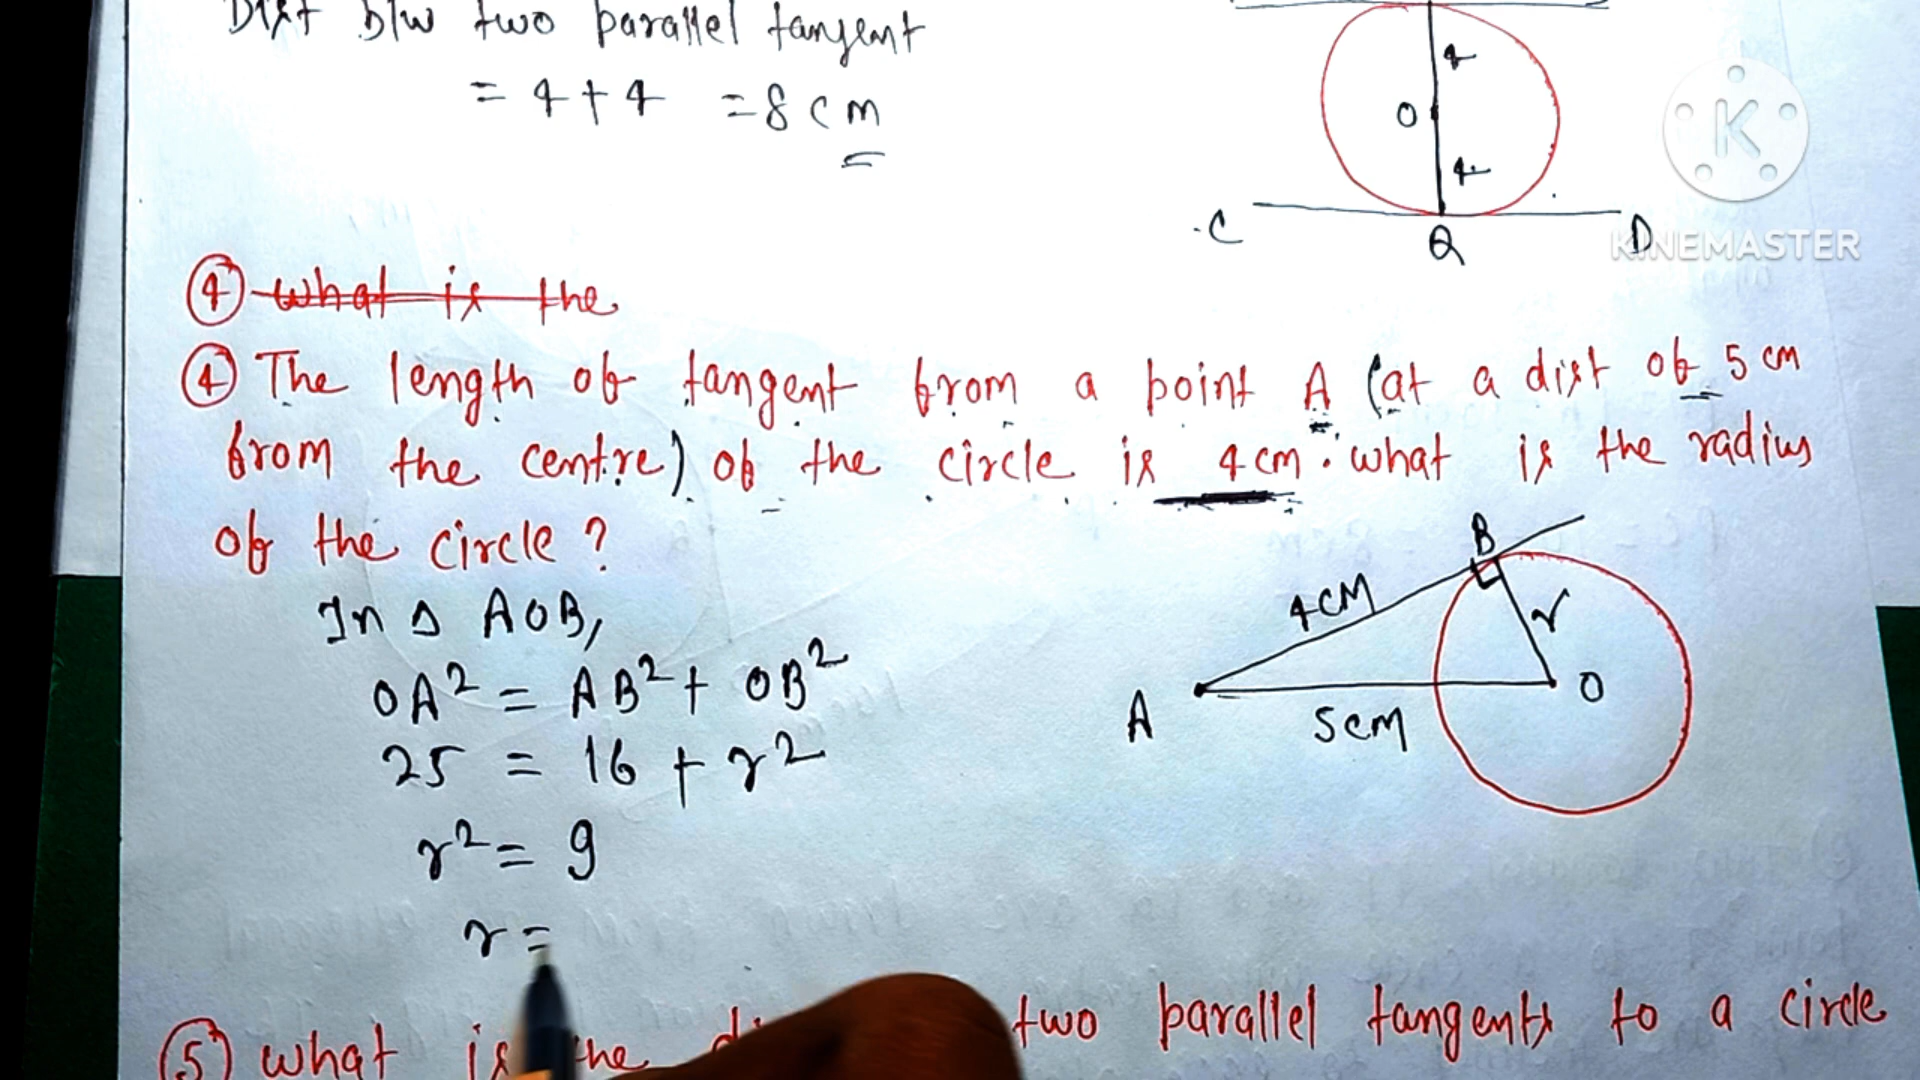 Dist b/w two parallel tangent
= 4 + 4 = 8 cm
4
O
4
C Q D
KINEMASTER
④ What is the
④ The length of tangent from a point A (at a dist of 5 cm
from the centre) of the circle is 4 cm. what is the radius
of the circle?
In Δ AOB,
OA² = AB² + OB²
25 = 16 + r²
r² = 9
r =
B
4CM
r
A
5cm
O
⑤ what is the two parallel tangents to a circle